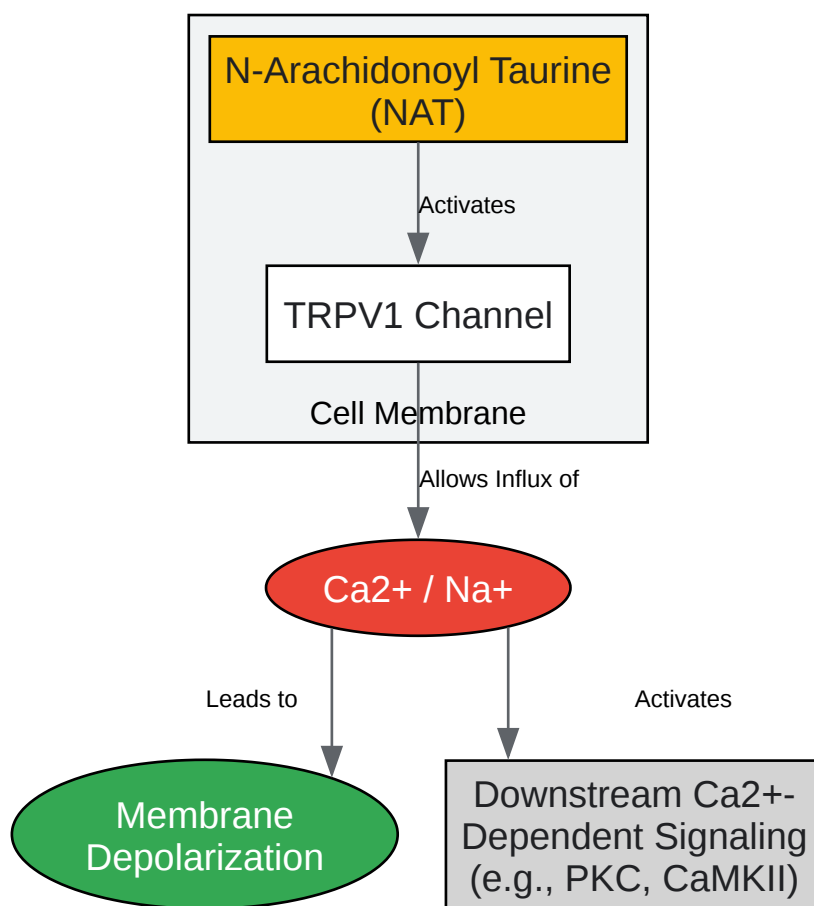 N-Arachidonoyl Taurine
(NAT)
Activates
TRPV1 Channel
Cell Membrane
Allows Influx of
Ca2+ / Na+
Leads to
Activates
Membrane
Depolarization
Downstream Ca2+-
Dependent Signaling
(e.g., PKC, CaMKII)